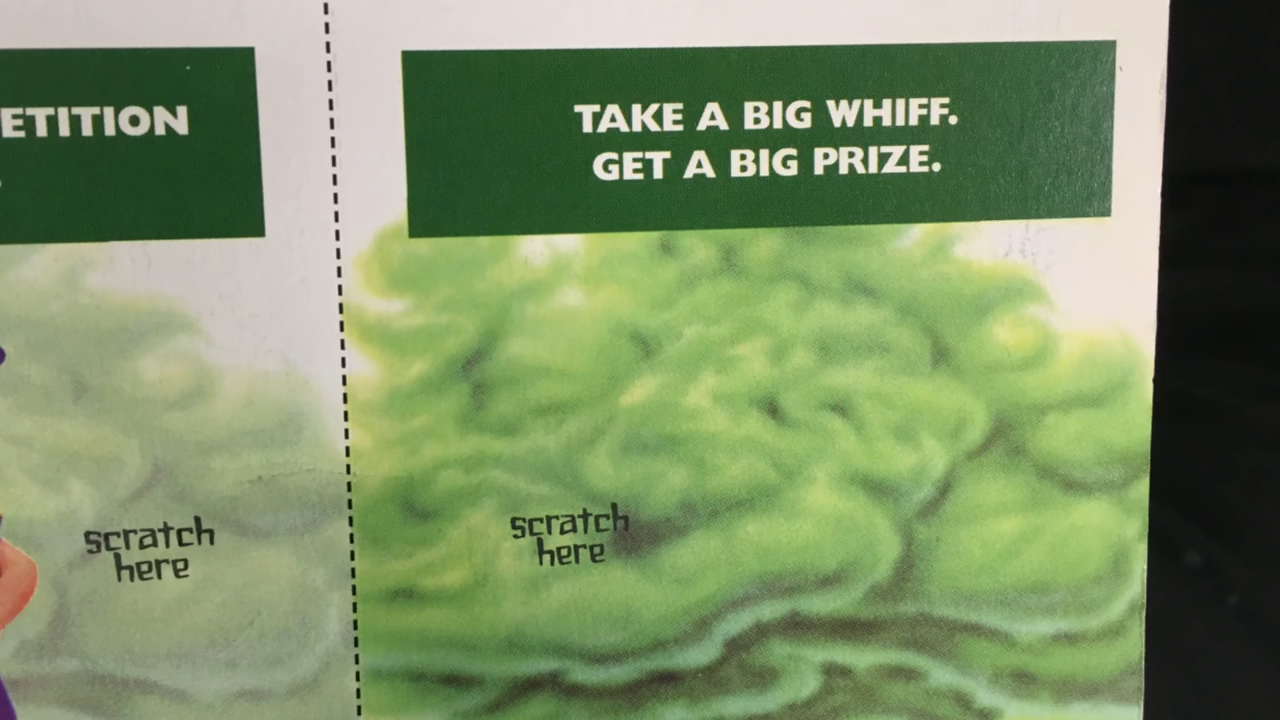 ETITION
TAKE A BIG WHIFF.
GET A BIG PRIZE.
scratch
here
scratch
here